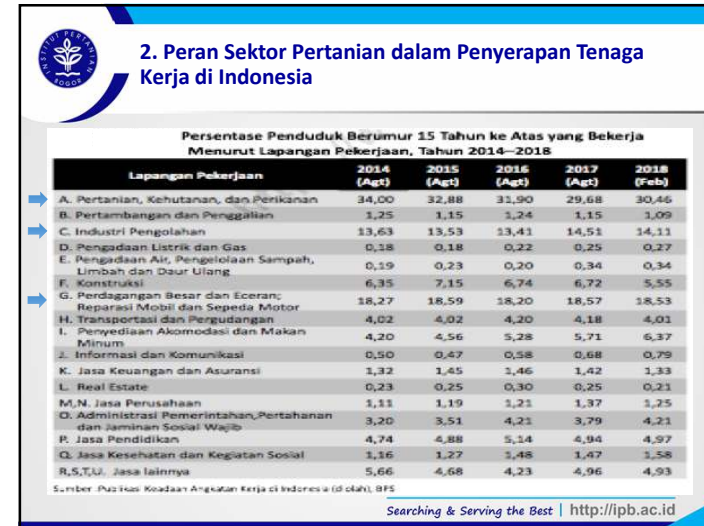 INSTITUT PERTANIAN BOGOR
2. Peran Sektor Pertanian dalam Penyerapan Tenaga
Kerja di Indonesia
Persentase Penduduk Berumur 15 Tahun ke Atas yang Bekerja
Menurut Lapangan Pekerjaan, Tahun 2014–2018
Lapangan Pekerjaan 2014 (Agt) 2015 (Agt) 2016 (Agt) 2017 (Agt) 2018 (Feb)
A. Pertanian, Kehutanan, dan Perikanan 34,00 32,88 31,90 29,68 30,46
B. Pertambangan dan Penggalian 1,25 1,15 1,24 1,15 1,09
C. Industri Pengolahan 13,63 13,53 13,41 14,51 14,11
D. Pengadaan Listrik dan Gas 0,18 0,18 0,22 0,25 0,27
E. Pengadaan Air, Pengelolaan Sampah,
Limbah dan Daur Ulang 0,19 0,23 0,20 0,34 0,34
F. Konstruksi 6,35 7,15 6,74 6,72 5,55
G. Perdagangan Besar dan Eceran;
Reparasi Mobil dan Sepeda Motor 18,27 18,59 18,20 18,57 18,53
H. Transportasi dan Pergudangan 4,02 4,02 4,20 4,18 4,01
I. Penyediaan Akomodasi dan Makan
Minum 4,20 4,56 5,28 5,71 6,37
J. Informasi dan Komunikasi 0,50 0,47 0,58 0,68 0,79
K. Jasa Keuangan dan Asuransi 1,32 1,45 1,46 1,42 1,33
L. Real Estate 0,23 0,25 0,30 0,25 0,21
M,N. Jasa Perusahaan 1,11 1,19 1,21 1,37 1,25
O. Administrasi Pemerintahan,Pertahanan
dan Jaminan Sosial Wajib 3,20 3,51 4,21 3,79 4,21
P. Jasa Pendidikan 4,74 4,88 5,14 4,94 4,97
Q. Jasa Kesehatan dan Kegiatan Sosial 1,16 1,27 1,48 1,47 1,58
R,S,T,U. Jasa lainnya 5,66 4,68 4,23 4,96 4,93
Sumber: Publikasi Keadaan Angkatan Kerja di Indonesia (diolah), BPS
Searching & Serving the Best | http://ipb.ac.id